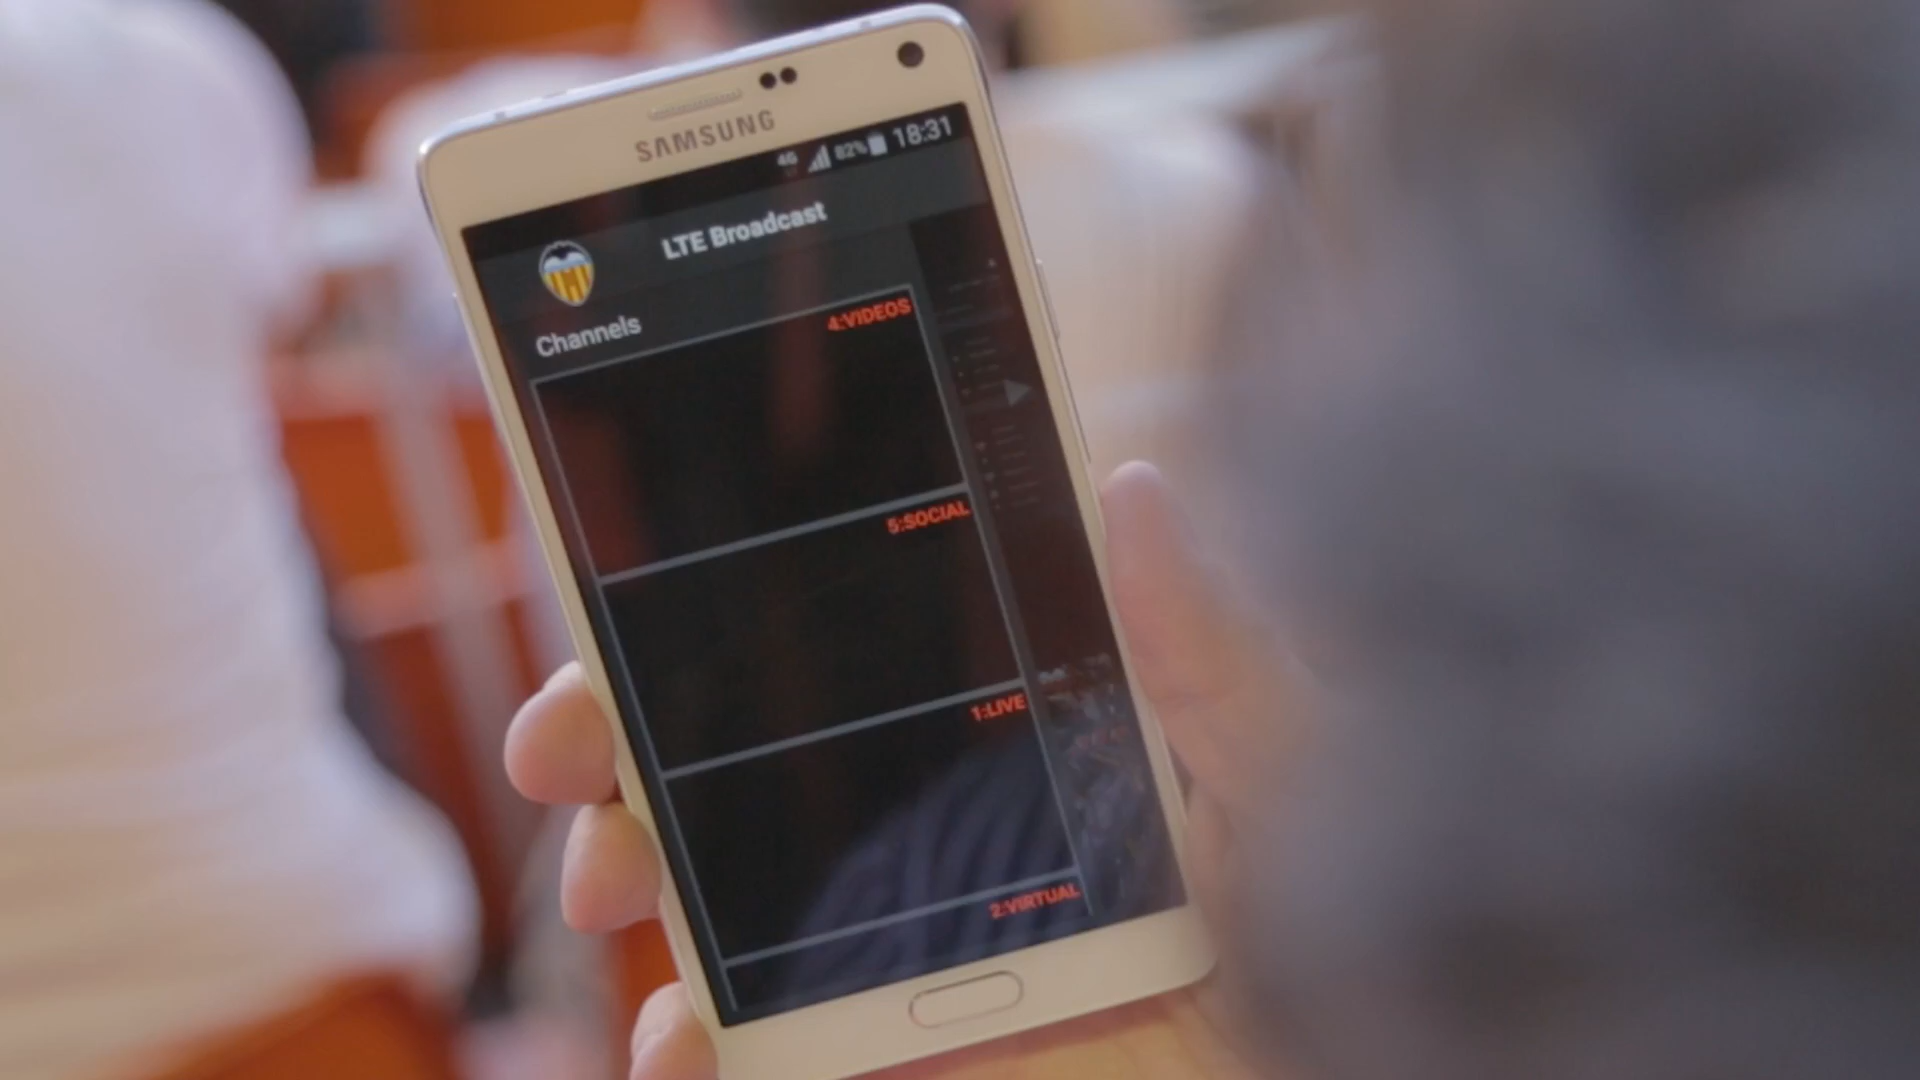 SAMSUNG
4G 82% 18:31
LTE Broadcast
Channels
4:VIDEOS
5:SOCIAL
1:LIVE
2:VIRTUAL